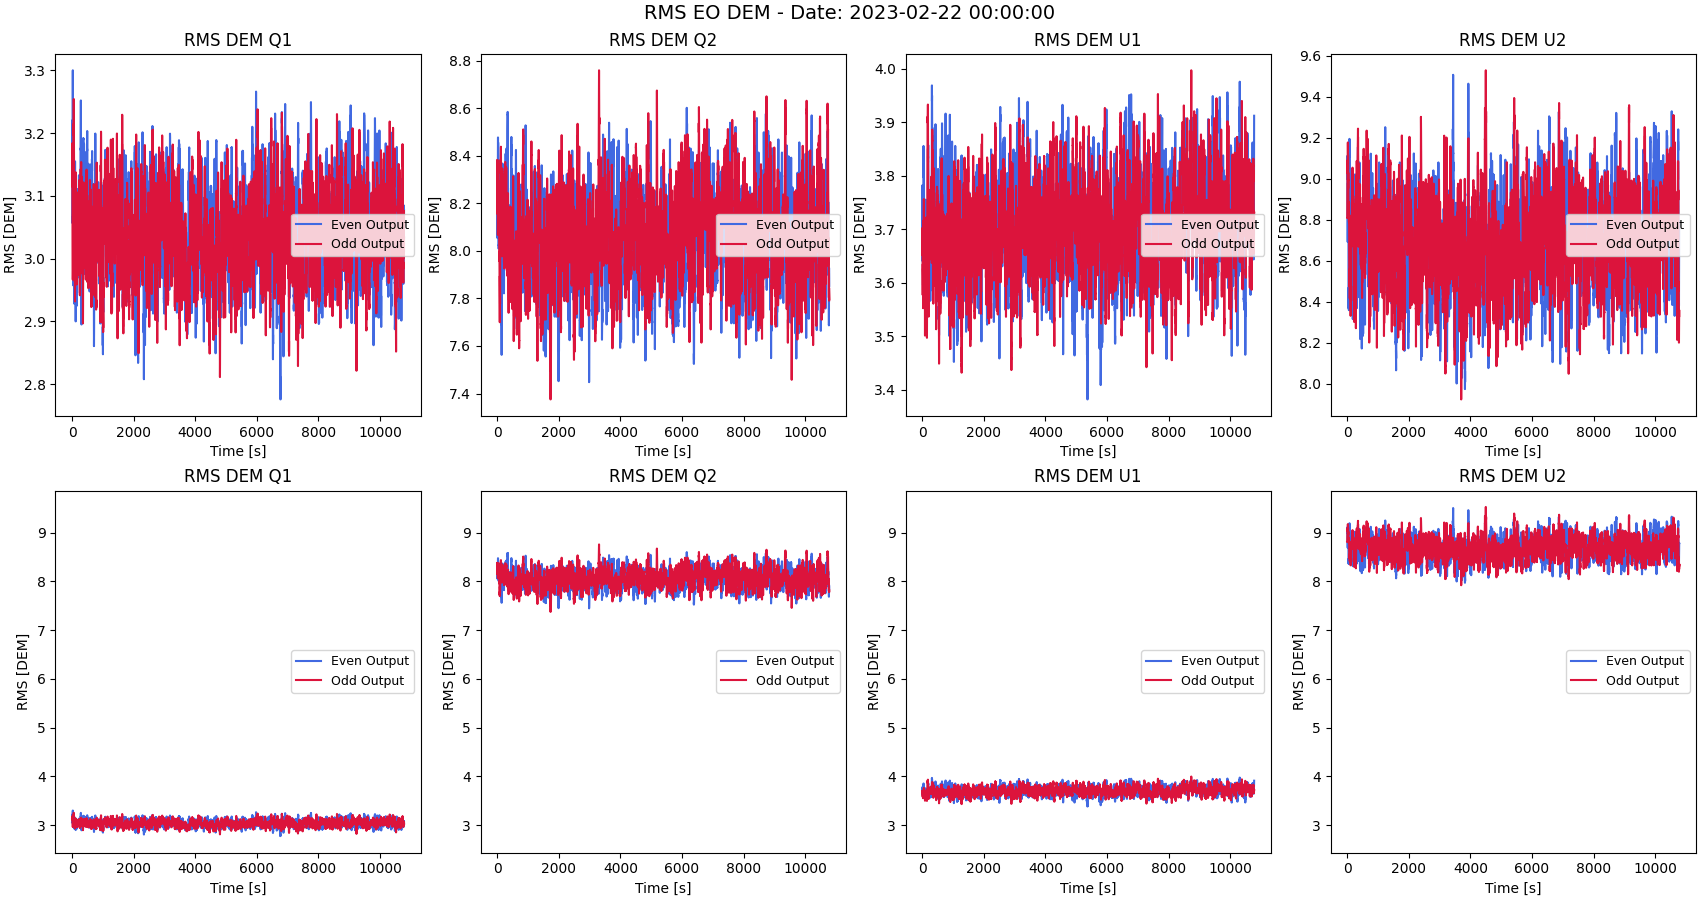 RMS EO DEM - Date: 2023-02-22 00:00:00
RMS DEM Q1
RMS [DEM]
3.3
3.2
3.1
3.0
2.9
2.8
Even Output
Odd Output
0 2000 4000 6000 8000 10000
Time [s]
RMS DEM Q2
RMS [DEM]
8.8
8.6
8.4
8.2
8.0
7.8
7.6
7.4
Even Output
Odd Output
0 2000 4000 6000 8000 10000
Time [s]
RMS DEM U1
RMS [DEM]
4.0
3.9
3.8
3.7
3.6
3.5
3.4
Even Output
Odd Output
0 2000 4000 6000 8000 10000
Time [s]
RMS DEM U2
RMS [DEM]
9.6
9.4
9.2
9.0
8.8
8.6
8.4
8.2
8.0
Even Output
Odd Output
0 2000 4000 6000 8000 10000
Time [s]
RMS DEM Q1
RMS [DEM]
9
8
7
6
5
4
3
Even Output
Odd Output
0 2000 4000 6000 8000 10000
Time [s]
RMS DEM Q2
RMS [DEM]
9
8
7
6
5
4
3
Even Output
Odd Output
0 2000 4000 6000 8000 10000
Time [s]
RMS DEM U1
RMS [DEM]
9
8
7
6
5
4
3
Even Output
Odd Output
0 2000 4000 6000 8000 10000
Time [s]
RMS DEM U2
RMS [DEM]
9
8
7
6
5
4
3
Even Output
Odd Output
0 2000 4000 6000 8000 10000
Time [s]